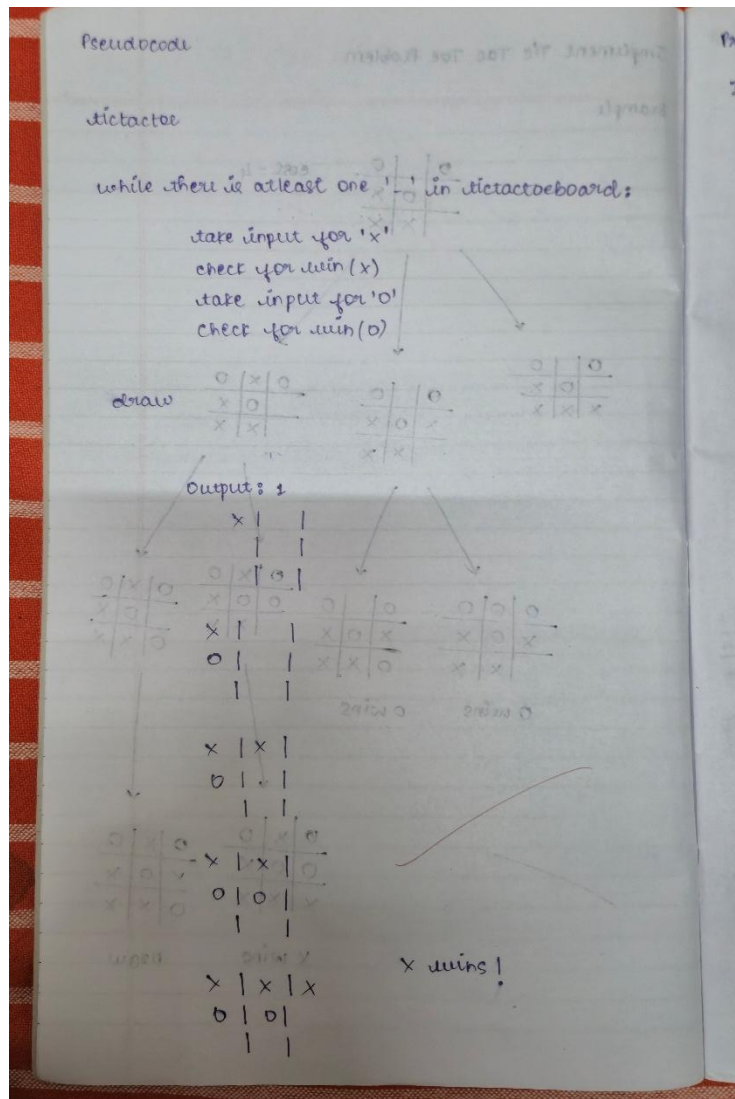 Pseudocode
tictactoe
while there is atleast one '_' in tictactoeboard:
take input for 'x'
check for win (x)
take input for 'O'
check for win (O)
draw
Output: 1
x | |
| |
| |
x | |
O | |
| |
x | x |
O | |
| |
x | x |
O | O |
| |
x wins!
x | x | x
O | O |
| |